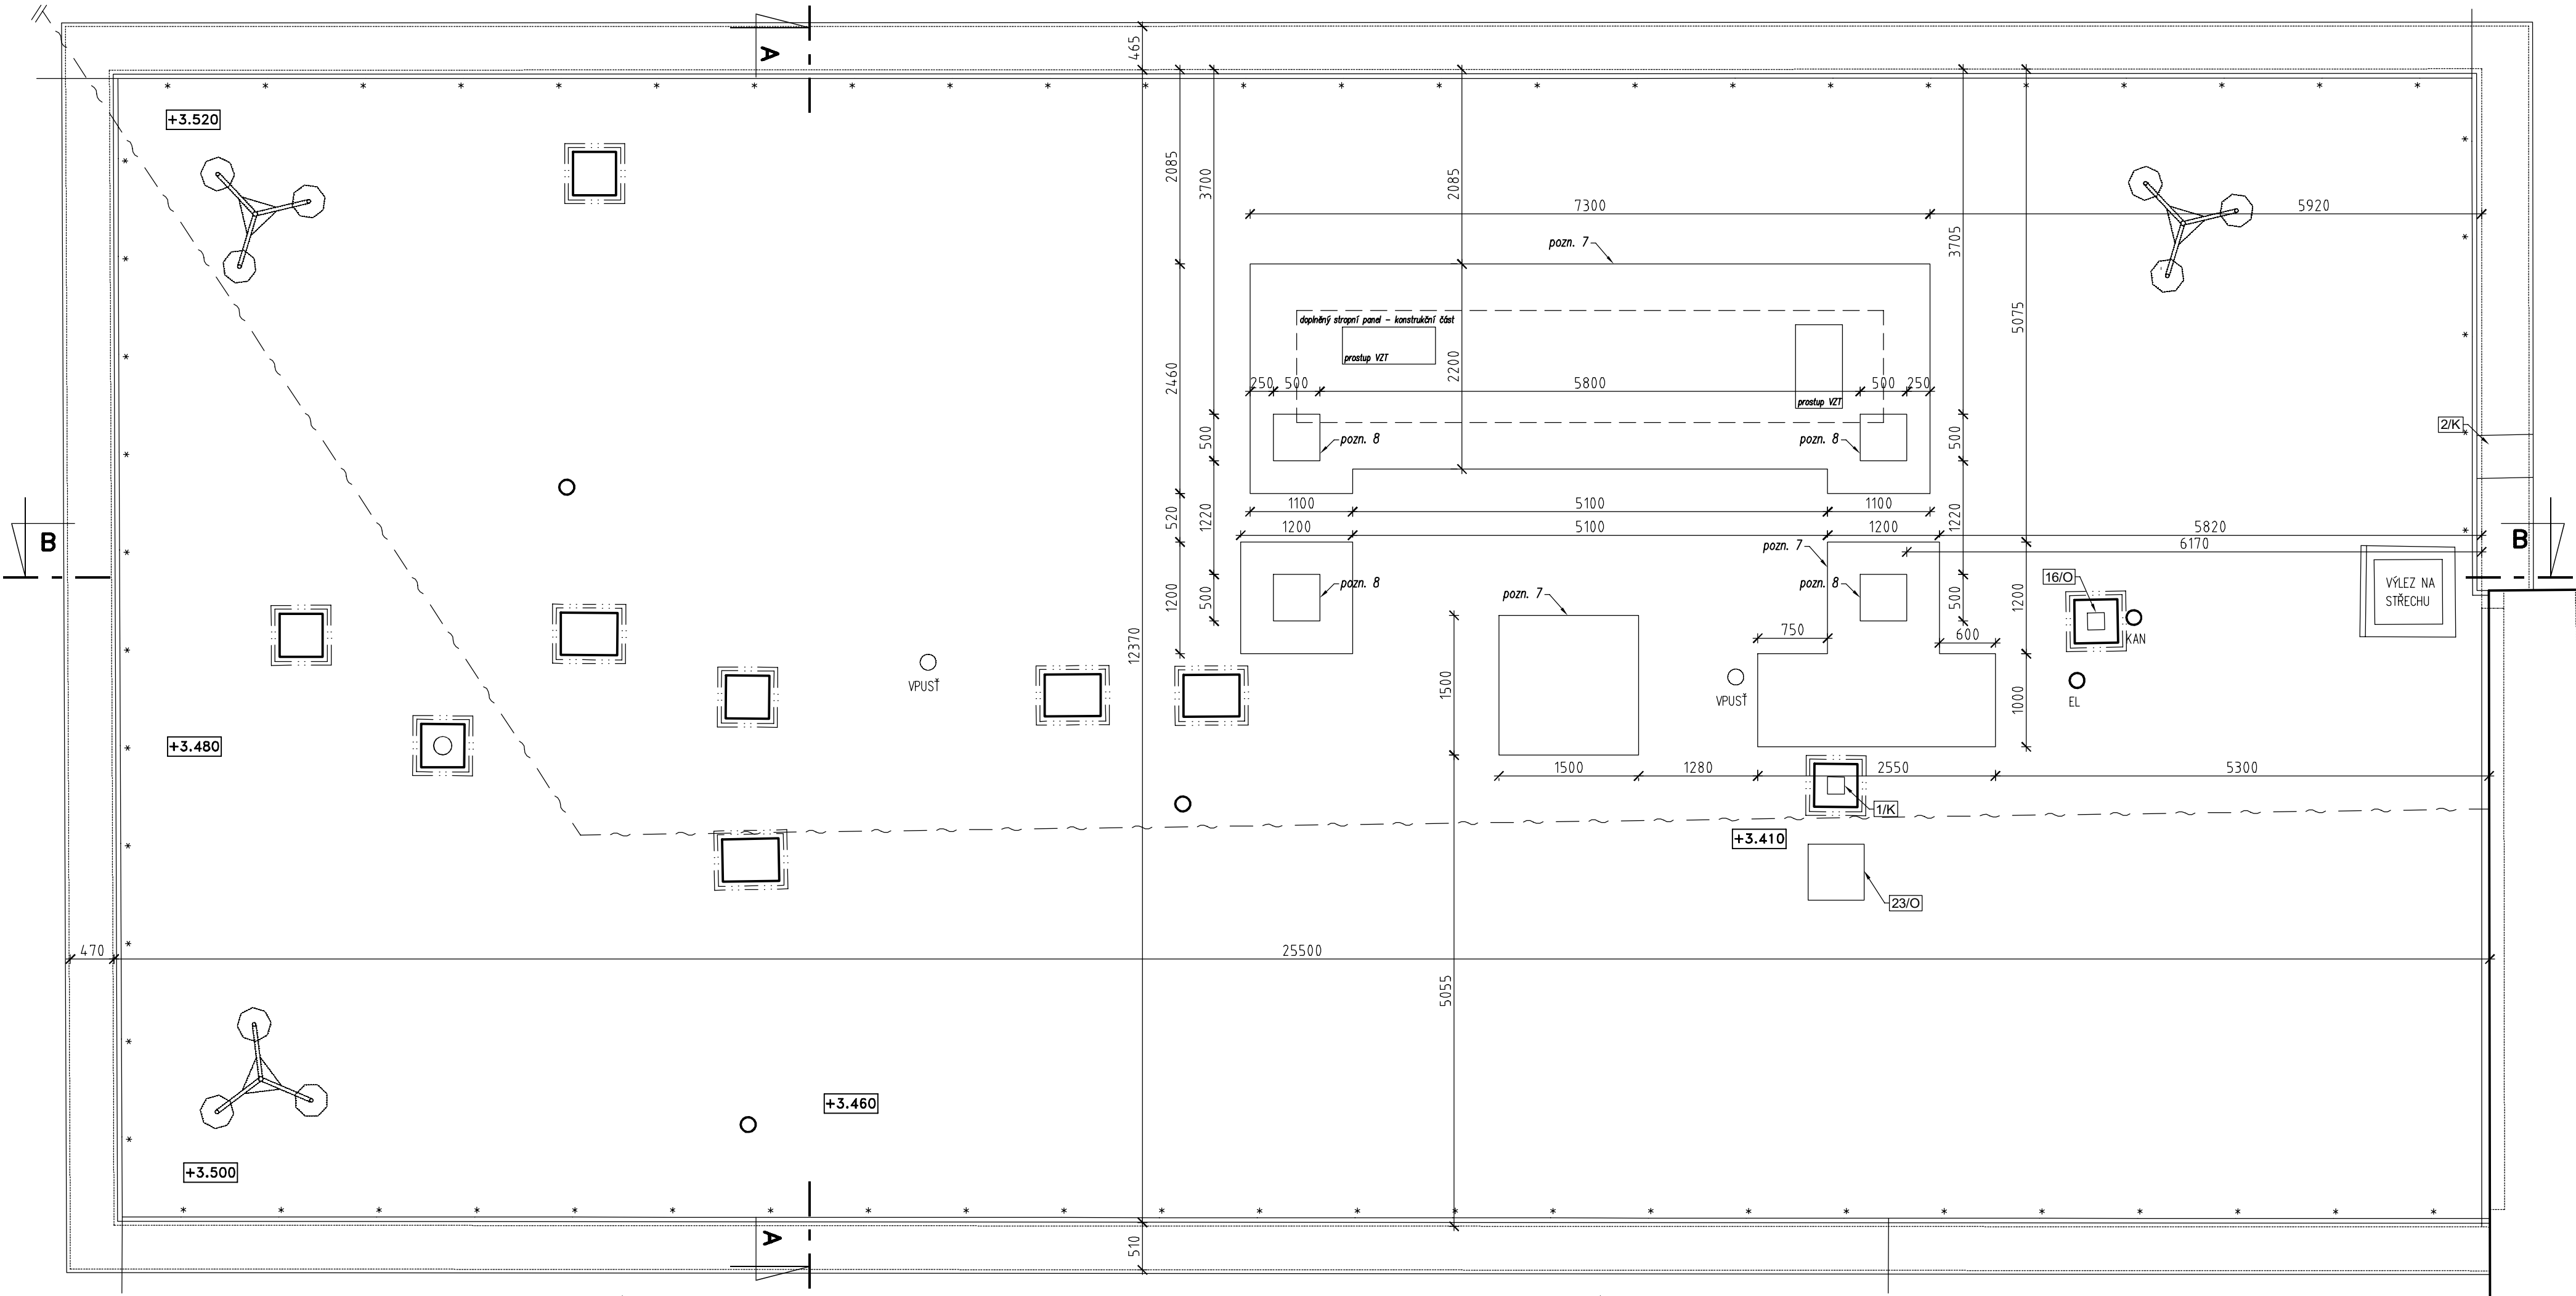 A
465
+3.520
2085
3700
2085
7300
5920
3705
pozn. 7
5075
doplněný stropní panel - konstrukční část
prostup VZT
2460
2200
250
500
5800
500
250
prostup VZT
2/K
500
pozn. 8
pozn. 8
500
1100
5100
1100
520
1220
1220
1200
5100
1200
5820
B
B
pozn. 7
6170
1200
500
pozn. 8
pozn. 8
500
1200
16/O
VÝLEZ NA
STŘECHU
pozn. 7
750
600
KAN
12370
VPUSŤ
1500
VPUSŤ
1000
EL
+3.480
1500
1280
2550
5300
1/K
+3.410
23/O
470
25500
5055
+3.460
+3.500
A
510